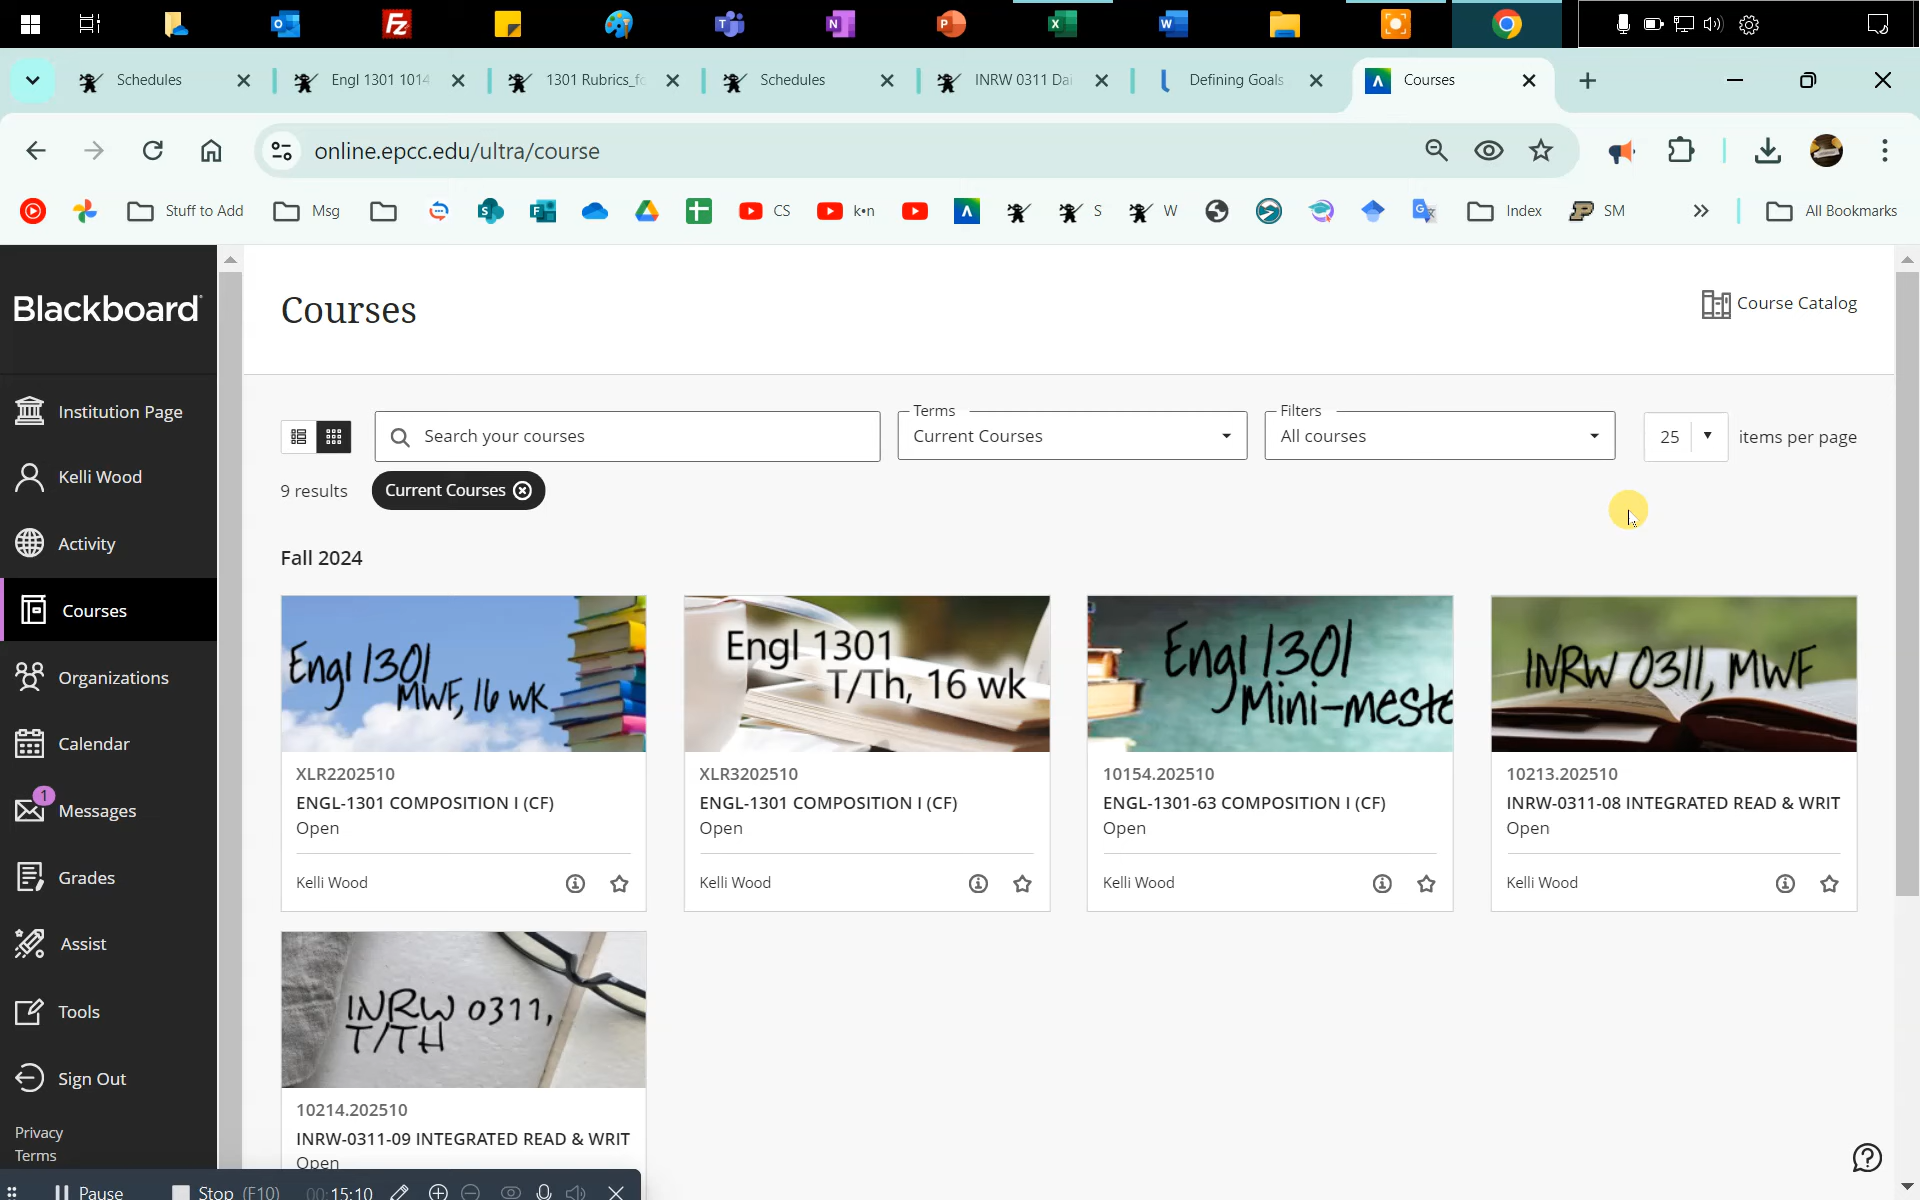 Schedules
Engl 1301 1014
1301 Rubrics_fo
Schedules
INRW 0311 Dai
Defining Goals
Courses
online.epcc.edu/ultra/course
Stuff to Add
Msg
CS
k•n
S
W
Index
SM
All Bookmarks
Blackboard
Institution Page
Kelli Wood
Activity
Courses
Organizations
Calendar
1
Messages
Grades
Assist
Tools
Sign Out
Privacy
Terms
Courses
Course Catalog
Search your courses
Terms
Current Courses
Filters
All courses
25
items per page
9 results
Current Courses
Fall 2024
Engl 1301
MWF, 16 wk
XLR2202510
ENGL-1301 COMPOSITION I (CF)
Open
Kelli Wood
Engl 1301
T/Th, 16 wk
XLR3202510
ENGL-1301 COMPOSITION I (CF)
Open
Kelli Wood
Engl 1301
Mini-meste
10154.202510
ENGL-1301-63 COMPOSITION I (CF)
Open
Kelli Wood
INRW 0311, MWF
10213.202510
INRW-0311-08 INTEGRATED READ & WRIT
Open
Kelli Wood
INRW 0311,
T/TH
10214.202510
INRW-0311-09 INTEGRATED READ & WRIT
Open
Pause
Stop (F10)
00:15:10